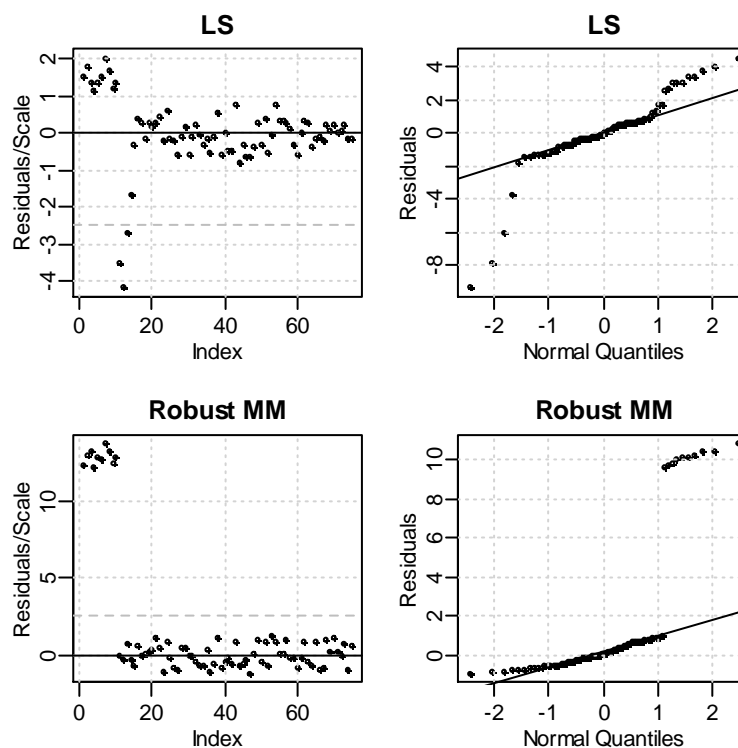 LS
Residuals/Scale
2
1
0
-1
-2
-3
-4
0 20 40 60
Index
LS
Residuals
4
2
0
-4
-8
-2 -1 0 1 2
Normal Quantiles
Robust MM
Residuals/Scale
10
5
0
0 20 40 60
Index
Robust MM
Residuals
10
8
6
4
2
0
-2 -1 0 1 2
Normal Quantiles